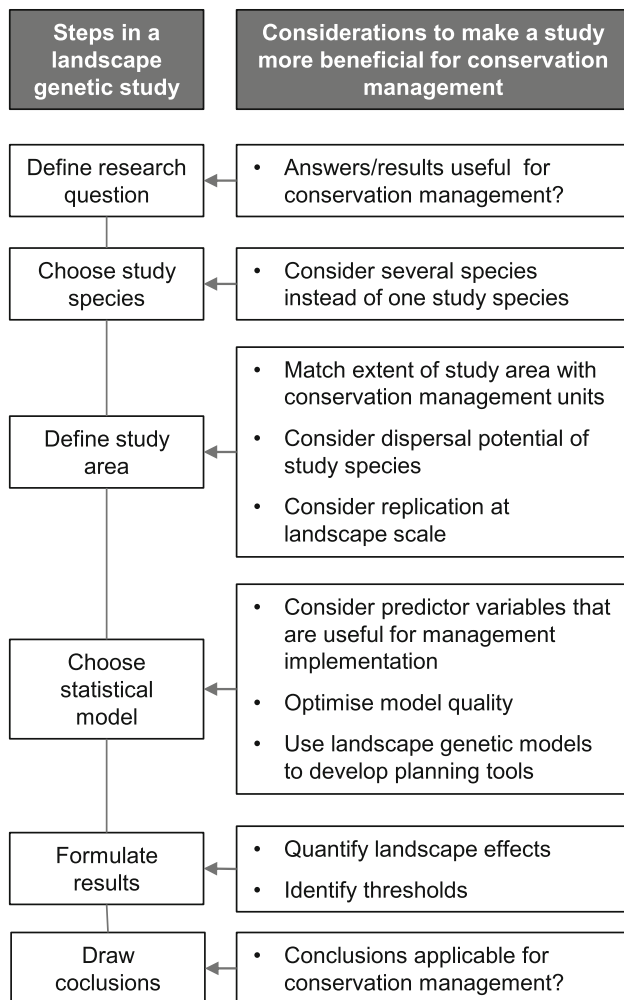 Steps in a
landscape
genetic study
Considerations to make a study
more beneficial for conservation
management
Define research
question
• Answers/results useful for
conservation management?
Choose study
species
• Consider several species
instead of one study species
Define study
area
• Match extent of study area with
conservation management units
• Consider dispersal potential of
study species
• Consider replication at
landscape scale
Choose
statistical
model
• Consider predictor variables that
are useful for management
implementation
• Optimise model quality
• Use landscape genetic models
to develop planning tools
Formulate
results
• Quantify landscape effects
• Identify thresholds
Draw
coclusions
• Conclusions applicable for
conservation management?